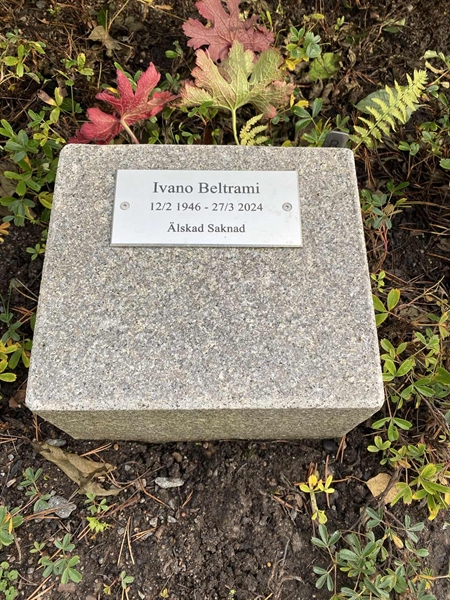 Ivano Beltrami
12/2 1946 - 27/3 2024
Älskad Saknad